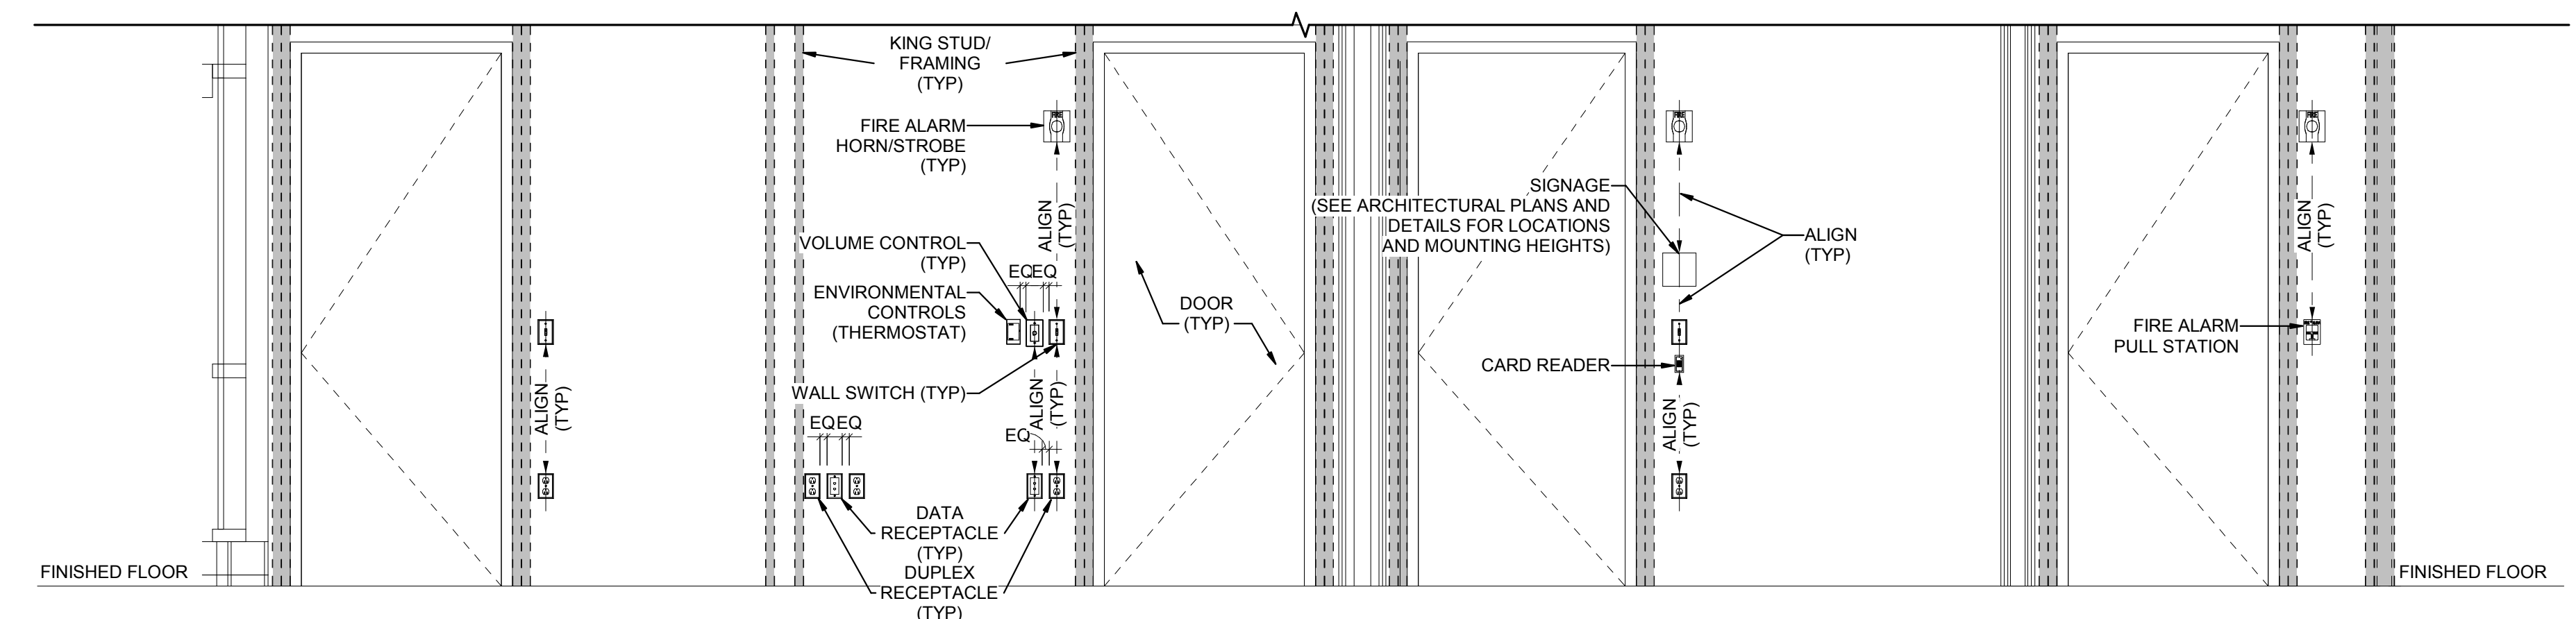 KING STUD/
FRAMING
(TYP)
FIRE ALARM
HORN/STROBE
(TYP)
ALIGN
(TYP)
VOLUME CONTROL
(TYP)
EQ EQ
ENVIRONMENTAL
CONTROLS
(THERMOSTAT)
WALL SWITCH (TYP)
ALIGN
(TYP)
ALIGN
(TYP)
EQ EQ
EQ
DATA
RECEPTACLE
(TYP)
DUPLEX
RECEPTACLE
(TYP)
DOOR
(TYP)
SIGNAGE
(SEE ARCHITECTURAL PLANS AND
DETAILS FOR LOCATIONS
AND MOUNTING HEIGHTS)
ALIGN
(TYP)
CARD READER
ALIGN
(TYP)
ALIGN
(TYP)
FIRE ALARM
PULL STATION
FINISHED FLOOR
FINISHED FLOOR